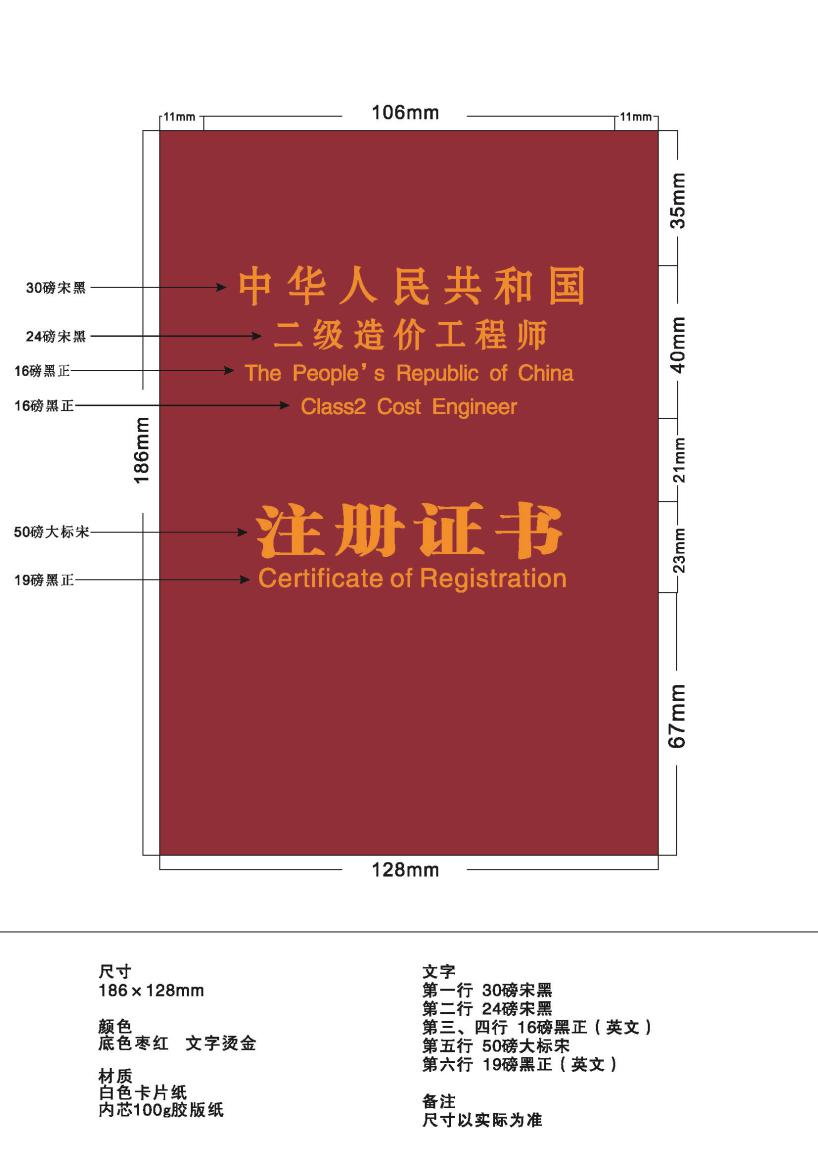 11mm 106mm 11mm
35mm
中华人民共和国
30磅宋黑
二级造价工程师
24磅宋黑
40mm
The People's Republic of China
16磅黑正
Class2 Cost Engineer
16磅黑正
186mm
21mm
注册证书
50磅大标宋
23mm
Certificate of Registration
19磅黑正
67mm
128mm
尺寸
186×128mm
颜色
底色枣红 文字烫金
材质
白色卡片纸
内芯100g胶版纸
文字
第一行 30磅宋黑
第二行 24磅宋黑
第三、四行 16磅黑正(英文)
第五行 50磅大标宋
第六行 19磅黑正(英文)
备注
尺寸以实际为准